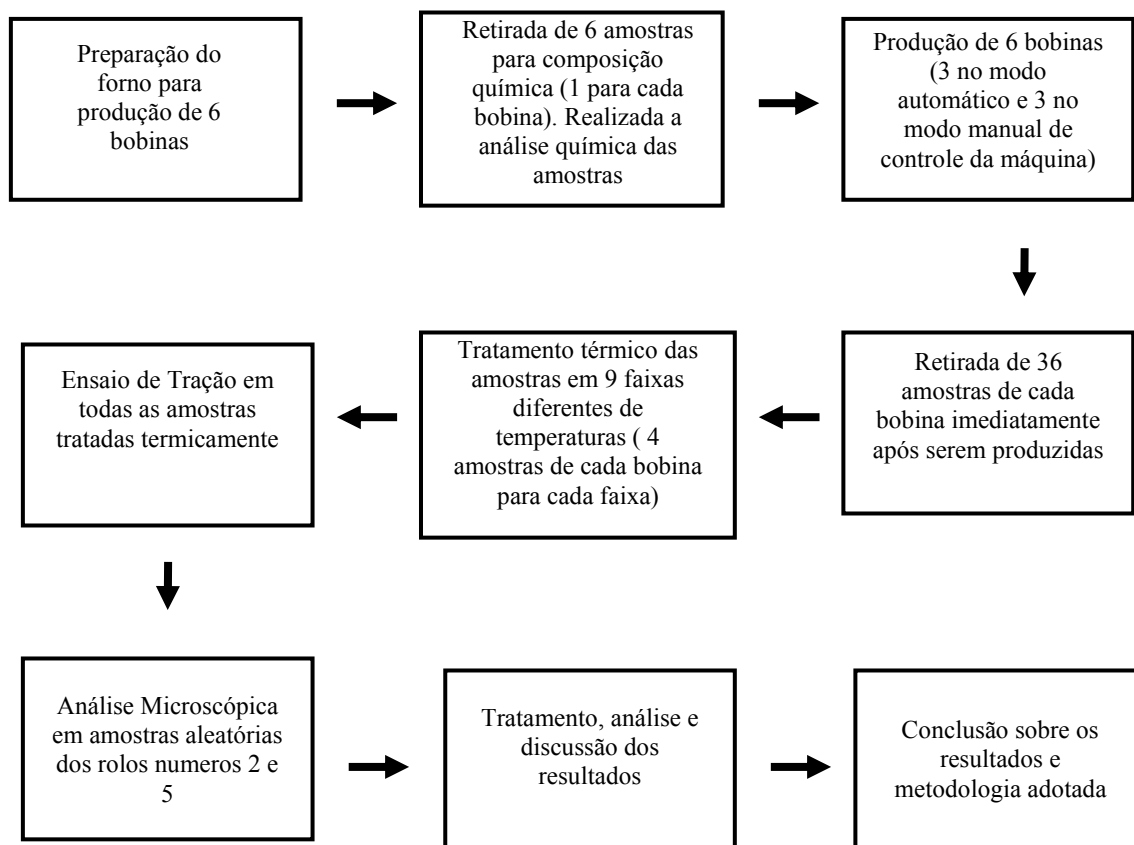 Preparação do
forno para
produção de 6
bobinas
Retirada de 6 amostras
para composição
química (1 para cada
bobina). Realizada a
análise química das
amostras
Produção de 6 bobinas
(3 no modo
automático e 3 no
modo manual de
controle da máquina)
Retirada de 36
amostras de cada
bobina imediatamente
após serem produzidas
Tratamento térmico das
amostras em 9 faixas
diferentes de
temperaturas ( 4
amostras de cada bobina
para cada faixa)
Ensaio de Tração em
todas as amostras
tratadas termicamente
Análise Microscópica
em amostras aleatórias
dos rolos numeros 2 e
5
Tratamento, análise e
discussão dos
resultados
Conclusão sobre os
resultados e
metodologia adotada